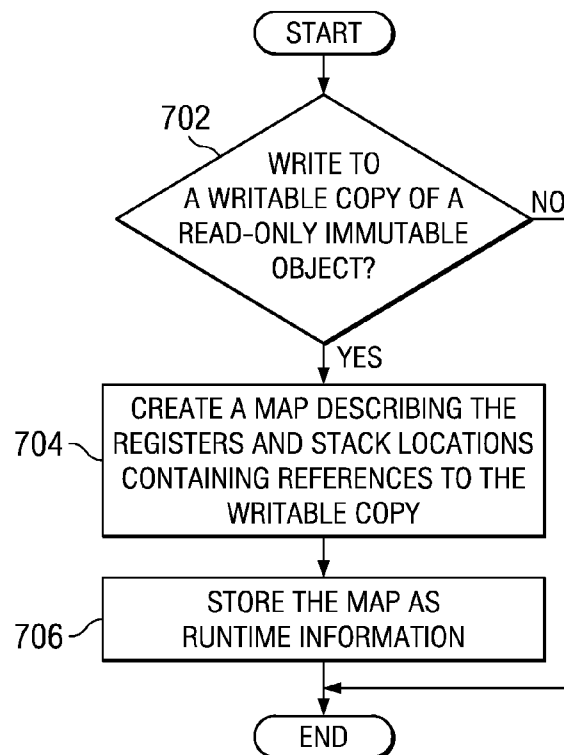 START
702
WRITE TO
A WRITABLE COPY OF A
READ-ONLY IMMUTABLE
OBJECT?
NO
YES
704
CREATE A MAP DESCRIBING THE
REGISTERS AND STACK LOCATIONS
CONTAINING REFERENCES TO THE
WRITABLE COPY
706
STORE THE MAP AS
RUNTIME INFORMATION
END